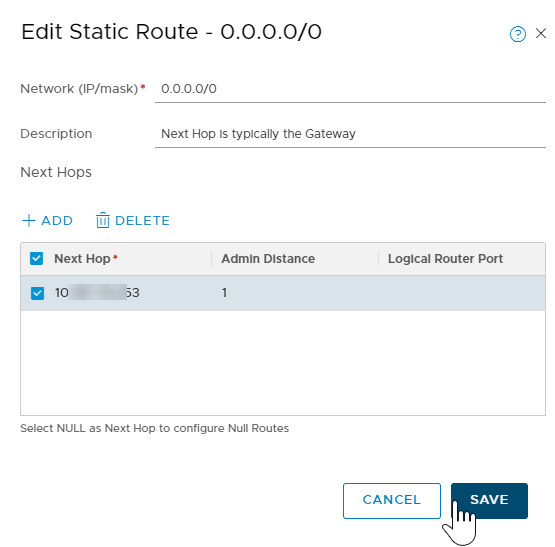 Edit Static Route - 0.0.0.0/0
Network (IP/mask)* 0.0.0.0/0
Description Next Hop is typically the Gateway
Next Hops
+ ADD DELETE
Next Hop* Admin Distance Logical Router Port
10 53 1
Select NULL as Next Hop to configure Null Routes
CANCEL SAVE